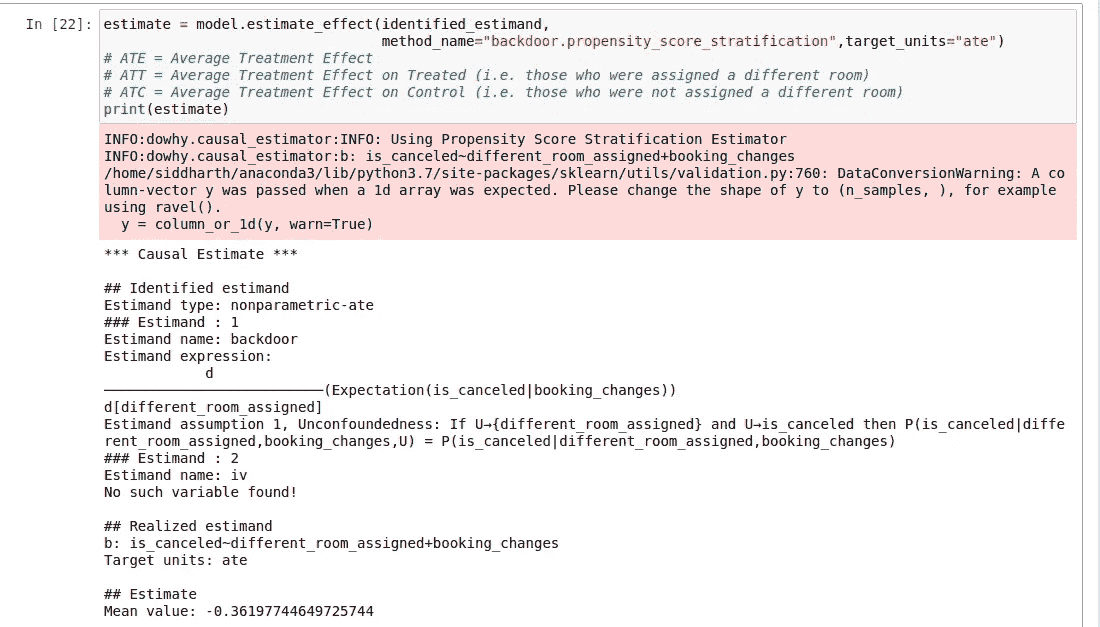 In [22]: estimate = model.estimate_effect(identified_estimand,
method_name="backdoor.propensity_score_stratification",target_units="ate")
# ATE = Average Treatment Effect
# ATT = Average Treatment Effect on Treated (i.e. those who were assigned a different room)
# ATC = Average Treatment Effect on Control (i.e. those who were not assigned a different room)
print(estimate)
INFO:dowhy.causal_estimator:INFO: Using Propensity Score Stratification Estimator
INFO:dowhy.causal_estimator:b: is_canceled~different_room_assigned+booking_changes
/home/siddharth/anaconda3/lib/python3.7/site-packages/sklearn/utils/validation.py:760: DataConversionWarning: A co
lumn-vector y was passed when a 1d array was expected. Please change the shape of y to (n_samples, ), for example
using ravel().
y = column_or_1d(y, warn=True)
*** Causal Estimate ***
## Identified estimand
Estimand type: nonparametric-ate
### Estimand : 1
Estimand name: backdoor
Estimand expression:
d
──────────────────────────(Expectation(is_canceled|booking_changes))
d[different_room_assigned]
Estimand assumption 1, Unconfoundedness: If U→{different_room_assigned} and U→is_canceled then P(is_canceled|diffe
rent_room_assigned,booking_changes,U) = P(is_canceled|different_room_assigned,booking_changes)
### Estimand : 2
Estimand name: iv
No such variable found!
## Realized estimand
b: is_canceled~different_room_assigned+booking_changes
Target units: ate
## Estimate
Mean value: -0.36197744649725744